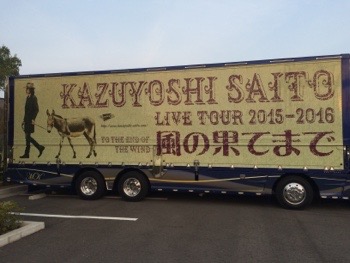 KAZUYOSHI SAITO
LIVE TOUR 2015-2016
TO THE END OF
THE WIND
風の果てまで